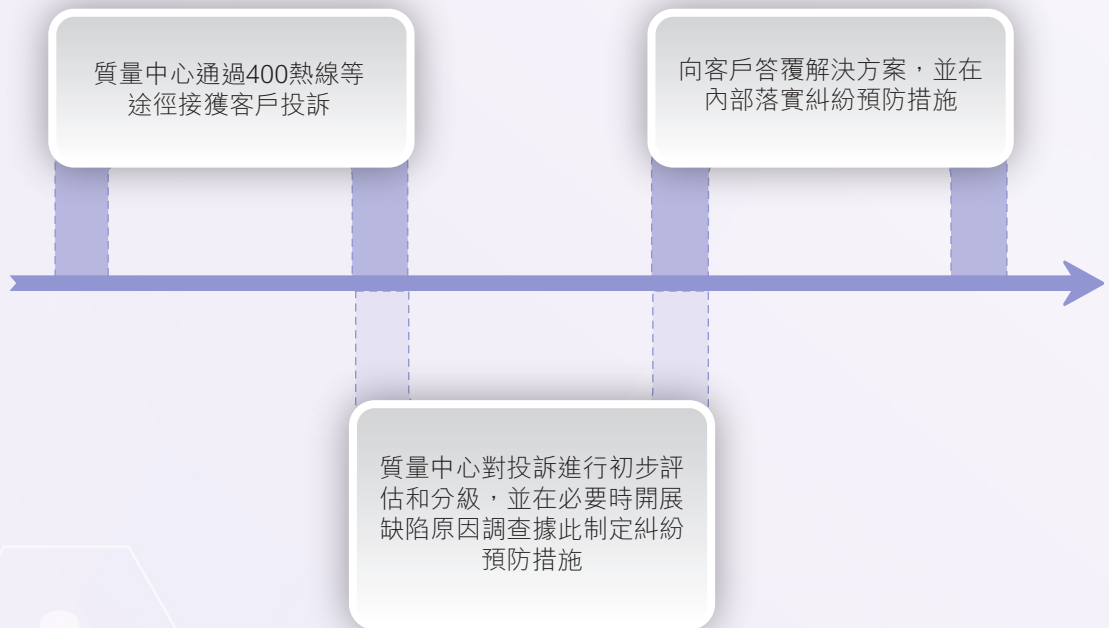 質量中心通過400熱線等
途徑接獲客戶投訴
質量中心對投訴進行初步評
估和分級，並在必要時開展
缺陷原因調查據此制定糾紛
預防措施
向客戶答覆解決方案，並在
內部落實糾紛預防措施